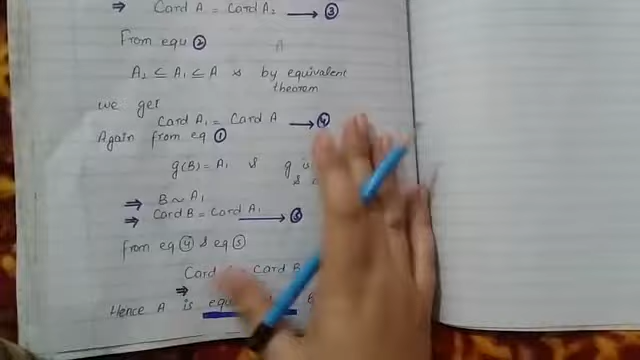 ⇒ Card A = Card A₂ → ③
From equ ②
A₂ ⊆ A₁ ⊆ A & by equivalent
theorem
we get
Card A₁ = Card A → ④
Again from eq ①
g(B) = A₁ & g is
⇒ B ~ A₁
⇒ Card B = Card A₁ → ⑤
from eq ④ & eq ⑤
⇒ Card Card B
Hence A is